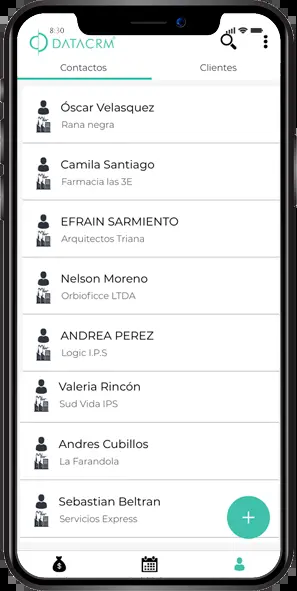 8:30
DATACRM®
Contactos
Clientes
Óscar Velasquez
Rana negra
Camila Santiago
Farmacia las 3E
EFRAIN SARMIENTO
Arquitectos Triana
Nelson Moreno
Orbioficce LTDA
ANDREA PEREZ
Logic I.P.S
Valeria Rincón
Sud Vida IPS
Andres Cubillos
La Farandola
Sebastian Beltran
Servicios Express